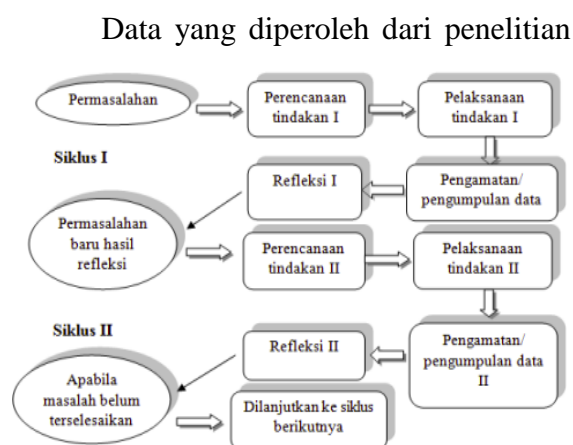 Data yang diperoleh dari penelitian
Permasalahan
Perencanaan
tindakan I
Pelaksanaan
tindakan I
Siklus I
Pengamatan/
pengumpulan data
Refleksi I
Permasalahan
baru hasil
refleksi
Perencanaan
tindakan II
Pelaksanaan
tindakan II
Siklus II
Pengamatan/
pengumpulan data
II
Refleksi II
Apabila
masalah belum
terselesaikan
Dilanjutkan ke siklus
berikutnya